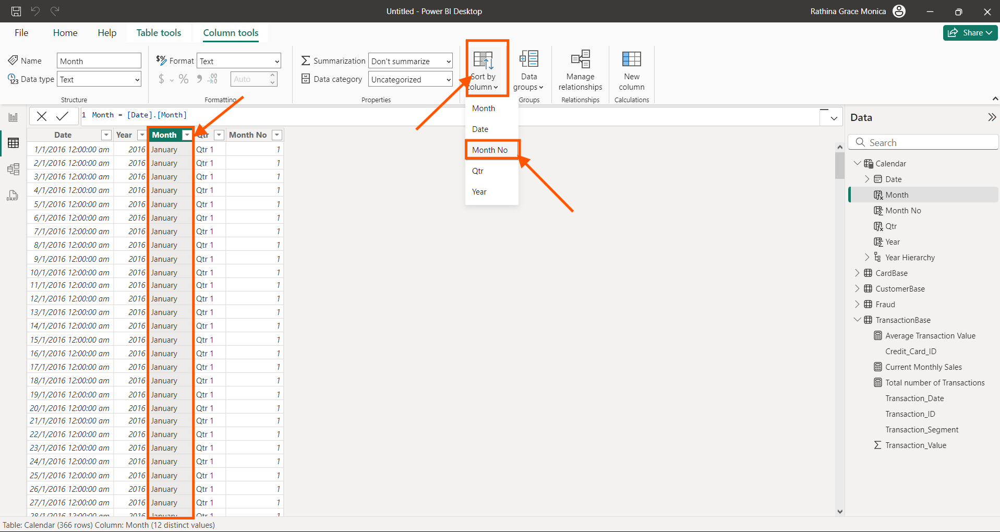 Untitled - Power BI Desktop
Rathina Grace Monica
File
Home
Help
Table tools
Column tools
Share
Name
Month
Data type
Text
Structure
Format
Text
$
%
Auto
Formatting
Summarization
Don't summarize
Data category
Uncategorized
Properties
Sort by
column
Data
groups
Groups
Manage
relationships
Relationships
New
column
Calculations
Month
Date
Month No
Qtr
Year
1 Month = [Date].[Month]
Date Year Month Qtr Month No
1/1/2016 12:00:00 am 2016 January Qtr 1 1
2/1/2016 12:00:00 am 2016 January Qtr 1 1
3/1/2016 12:00:00 am 2016 January Qtr 1 1
4/1/2016 12:00:00 am 2016 January Qtr 1 1
5/1/2016 12:00:00 am 2016 January Qtr 1 1
6/1/2016 12:00:00 am 2016 January Qtr 1 1
7/1/2016 12:00:00 am 2016 January Qtr 1 1
8/1/2016 12:00:00 am 2016 January Qtr 1 1
9/1/2016 12:00:00 am 2016 January Qtr 1 1
10/1/2016 12:00:00 am 2016 January Qtr 1 1
11/1/2016 12:00:00 am 2016 January Qtr 1 1
12/1/2016 12:00:00 am 2016 January Qtr 1 1
13/1/2016 12:00:00 am 2016 January Qtr 1 1
14/1/2016 12:00:00 am 2016 January Qtr 1 1
15/1/2016 12:00:00 am 2016 January Qtr 1 1
16/1/2016 12:00:00 am 2016 January Qtr 1 1
17/1/2016 12:00:00 am 2016 January Qtr 1 1
18/1/2016 12:00:00 am 2016 January Qtr 1 1
19/1/2016 12:00:00 am 2016 January Qtr 1 1
20/1/2016 12:00:00 am 2016 January Qtr 1 1
21/1/2016 12:00:00 am 2016 January Qtr 1 1
22/1/2016 12:00:00 am 2016 January Qtr 1 1
23/1/2016 12:00:00 am 2016 January Qtr 1 1
24/1/2016 12:00:00 am 2016 January Qtr 1 1
25/1/2016 12:00:00 am 2016 January Qtr 1 1
26/1/2016 12:00:00 am 2016 January Qtr 1 1
27/1/2016 12:00:00 am 2016 January Qtr 1 1
28/1/2016 12:00:00 am 2016 January Qtr 1 1
Data
Search
Calendar
Date
Month
Month No
Qtr
Year
Year Hierarchy
CardBase
CustomerBase
Fraud
TransactionBase
Average Transaction Value
Credit_Card_ID
Current Monthly Sales
Total number of Transactions
Transaction_Date
Transaction_ID
Transaction_Segment
Transaction_Value
Table: Calendar (366 rows) Column: Month (12 distinct values)